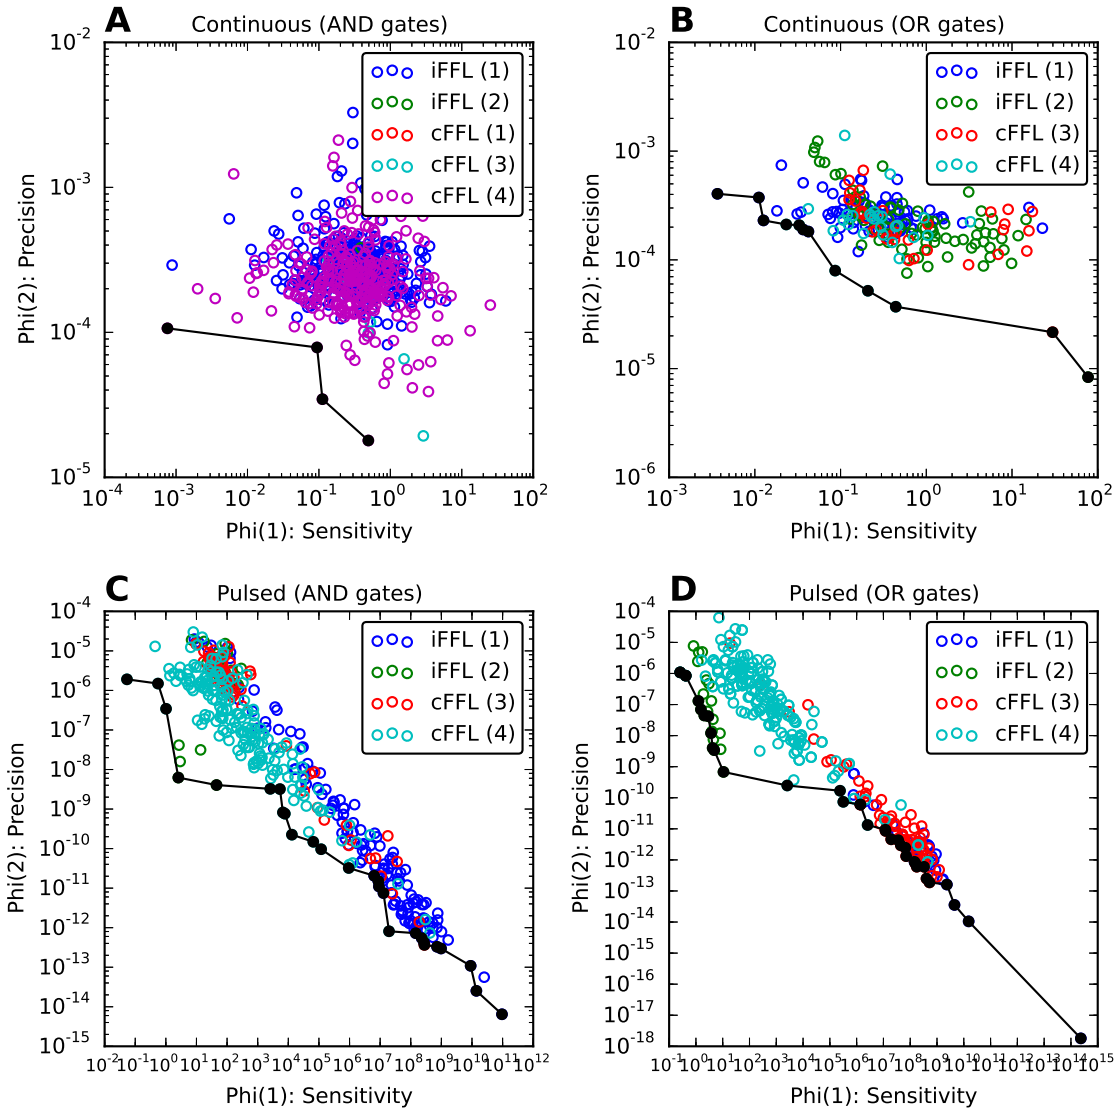 A Continuous (AND gates)
10^-2
10^-3
10^-4
10^-5
Phi(2): Precision
iFFL (1)
iFFL (2)
cFFL (1)
cFFL (3)
cFFL (4)
10^-4 10^-3 10^-2 10^-1 10^0 10^1 10^2
Phi(1): Sensitivity
B Continuous (OR gates)
10^-2
10^-3
10^-4
10^-5
10^-6
Phi(2): Precision
iFFL (1)
iFFL (2)
cFFL (3)
cFFL (4)
10^-3 10^-2 10^-1 10^0 10^1 10^2
Phi(1): Sensitivity
C Pulsed (AND gates)
10^-4
10^-5
10^-6
10^-7
10^-8
10^-9
10^-10
10^-11
10^-12
10^-13
10^-14
10^-15
Phi(2): Precision
iFFL (1)
iFFL (2)
cFFL (3)
cFFL (4)
10^-2 10^-1 10^0 10^1 10^2 10^3 10^4 10^5 10^6 10^7 10^8 10^9 10^10 10^11 10^12
Phi(1): Sensitivity
D Pulsed (OR gates)
10^-4
10^-5
10^-6
10^-7
10^-8
10^-9
10^-10
10^-11
10^-12
10^-13
10^-14
10^-15
10^-16
10^-17
10^-18
Phi(2): Precision
iFFL (1)
iFFL (2)
cFFL (3)
cFFL (4)
10^-1 10^0 10^1 10^2 10^3 10^4 10^5 10^6 10^7 10^8 10^9 10^10 10^11 10^12 10^13 10^14 10^15
Phi(1): Sensitivity